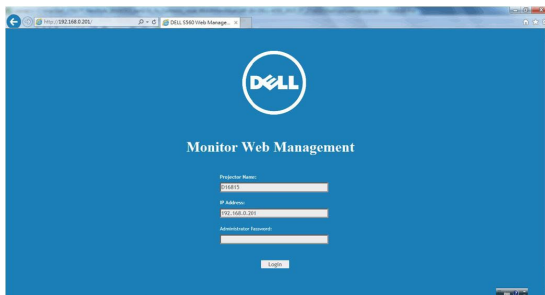 http://192.168.0.201/
DELL S560 Web Manage...
DELL
Monitor Web Management
Projector Name:
D16815
IP Address:
192.168.0.201
Administrator Password:
Login